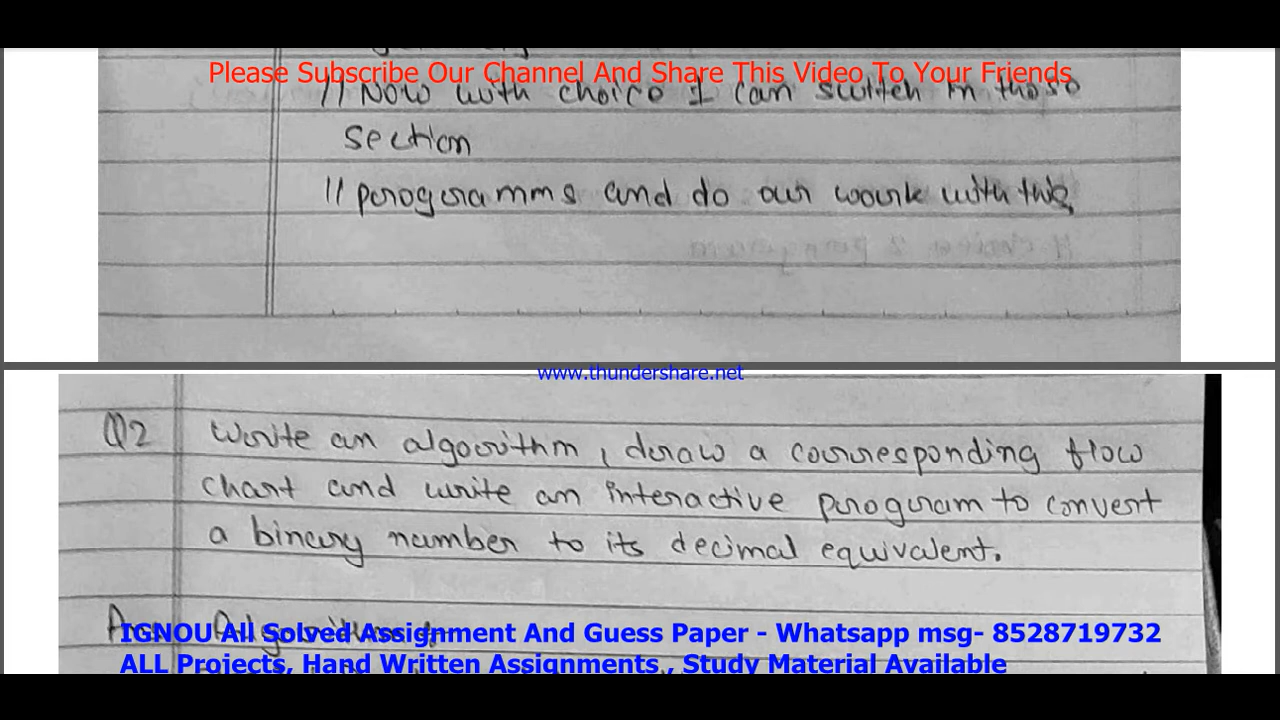 Please Subscribe Our Channel And Share This Video To Your Friends
// Now with choice I can switch in those
section
// programms and do our work with this
www.thundershare.net
Q2 Write an algorithm, draw a corresponding flow
chart and write an interactive program to convert
a binary number to its decimal equivalent.
IGNOU All Solved Assignment And Guess Paper - Whatsapp msg- 8528719732
ALL Projects, Hand Written Assignments , Study Material Available